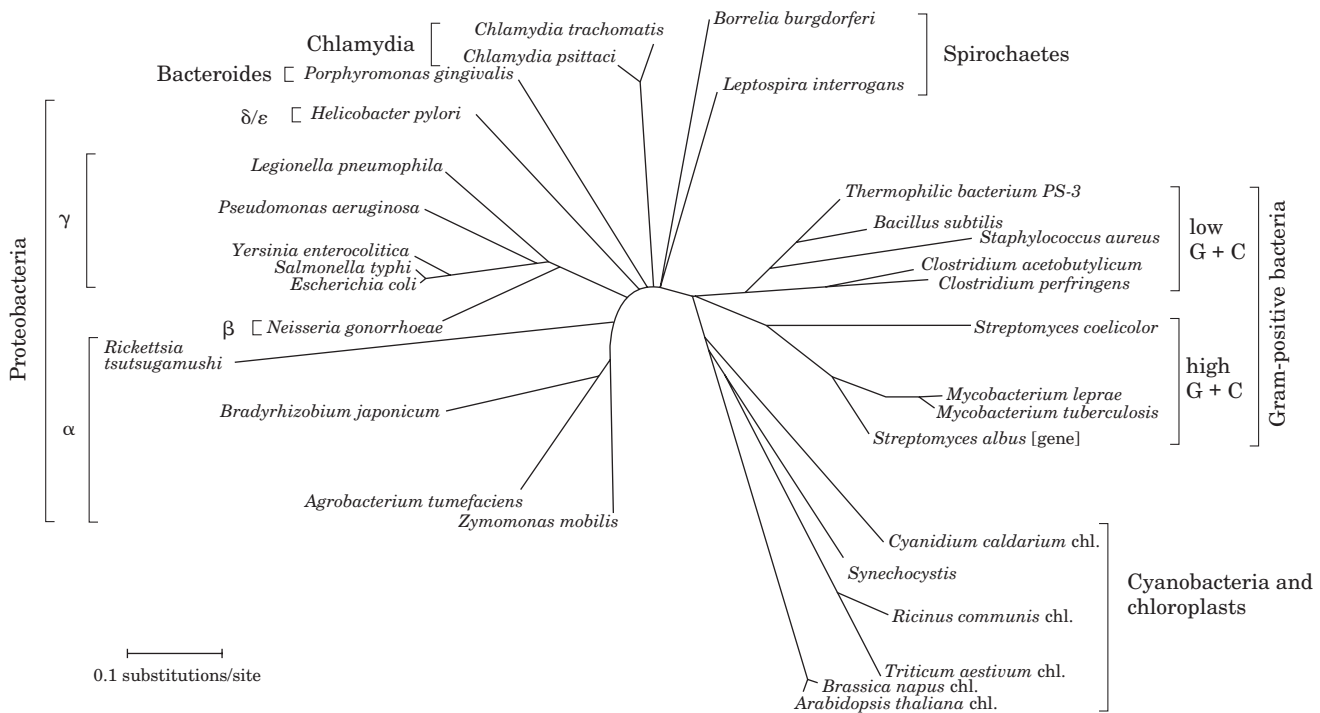 Borrelia burgdorferi
Chlamydia trachomatis
Chlamydia
Spirochaetes
Chlamydia psittaci
Bacteroides
Porphyromonas gingivalis
Leptospira interrogans
δ/ε
Helicobacter pylori
Legionella pneumophila
Thermophilic bacterium PS-3
Pseudomonas aeruginosa
γ
Bacillus subtilis
low
G + C
Staphylococcus aureus
Yersinia enterocolitica
Salmonella typhi
Escherichia coli
Clostridium acetobutylicum
Clostridium perfringens
Proteobacteria
Gram-positive bacteria
β
Neisseria gonorrhoeae
Streptomyces coelicolor
Rickettsia
tsutsugamushi
high
G + C
Mycobacterium leprae
Mycobacterium tuberculosis
Bradyrhizobium japonicum
α
Streptomyces albus [gene]
Agrobacterium tumefaciens
Zymomonas mobilis
Cyanidium caldarium chl.
Synechocystis
Cyanobacteria and
chloroplasts
Ricinus communis chl.
0.1 substitutions/site
Triticum aestivum chl.
Brassica napus chl.
Arabidopsis thaliana chl.